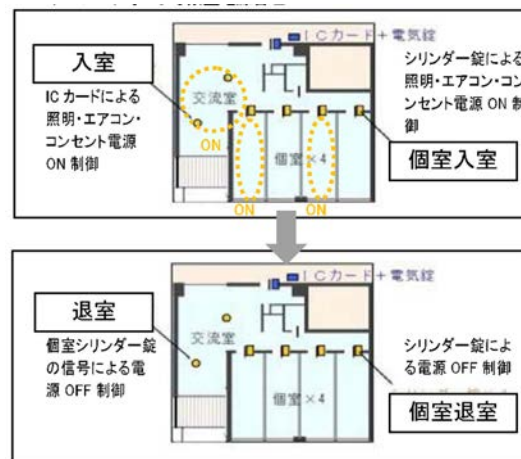 ICカード+電気錠
入室
ICカードによる
照明・エアコン・
コンセント電源
ON 制御
交流室
ON
個室×4
ON
ON
シリンダー錠による
照明・エアコン・コン
セント電源 ON 制
御
個室入室
ICカード+電気錠
退室
個室シリンダー錠
の信号による電
源 OFF 制御
交流室
個室×4
シリンダー錠によ
る電源 OFF 制御
個室退室